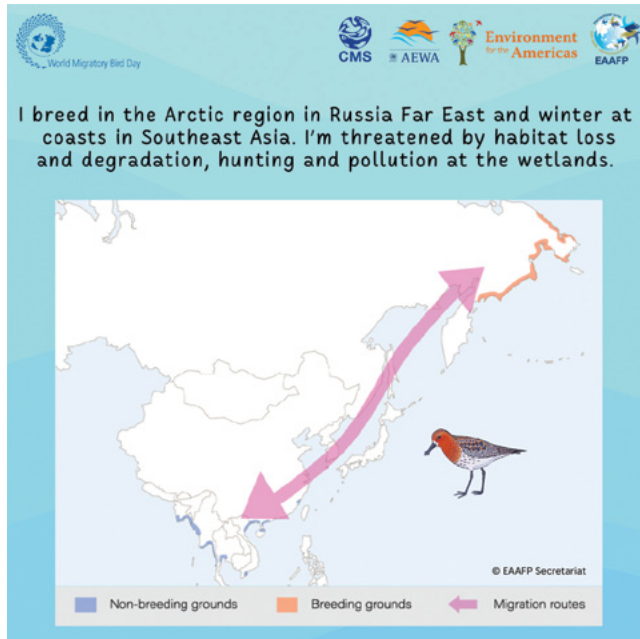 World Migratory Bird Day
CMS
AEWA
Environment
for the Americas
EAAFP
I breed in the Arctic region in Russia Far East and winter at
coasts in Southeast Asia. I'm threatened by habitat loss
and degradation, hunting and pollution at the wetlands.
© EAAFP Secretariat
Non-breeding grounds
Breeding grounds
Migration routes